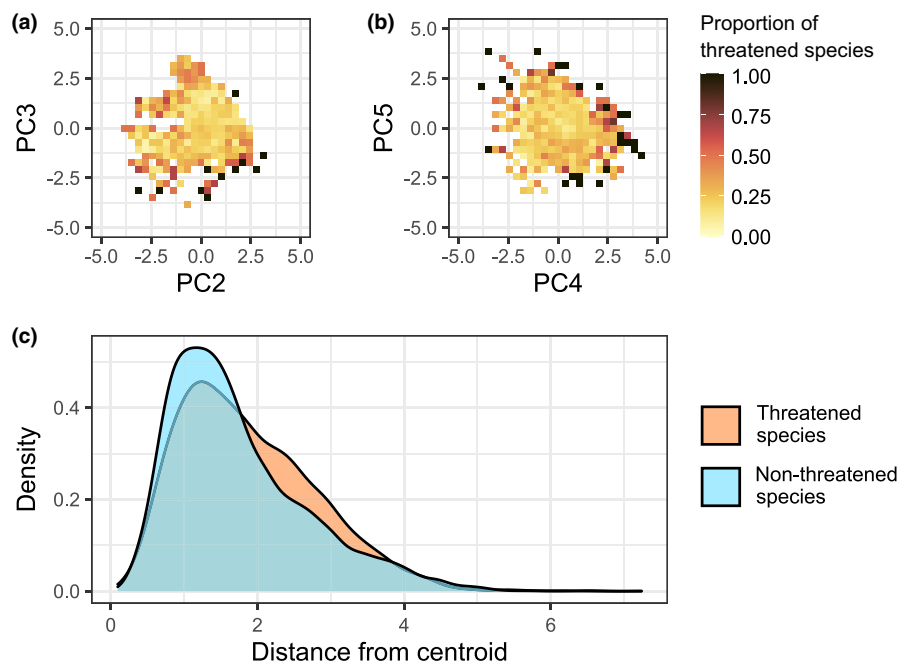 (a)
5.0
2.5
0.0
-2.5
-5.0
PC3
-5.0 -2.5 0.0 2.5 5.0
PC2
(b)
5.0
2.5
0.0
-2.5
-5.0
PC5
-5.0 -2.5 0.0 2.5 5.0
PC4
Proportion of
threatened species
1.00
0.75
0.50
0.25
0.00
(c)
0.4
0.2
0.0
Density
0 2 4 6
Distance from centroid
Threatened
species
Non-threatened
species